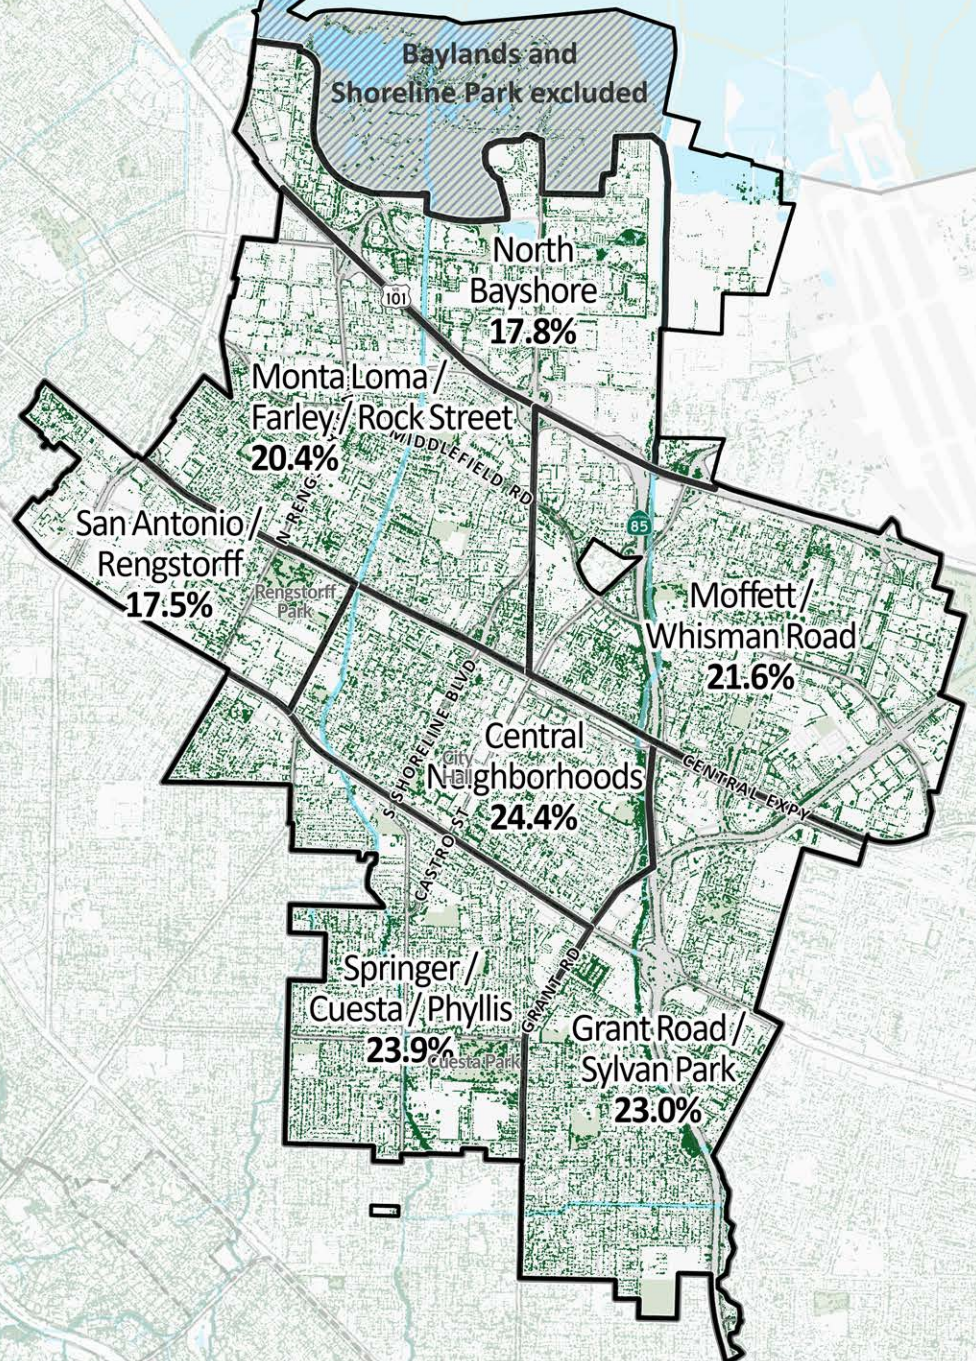 Baylands and
Shoreline Park excluded
North
Bayshore
17.8%
US
101
Monta Loma /
Farley / Rock Street
20.4%
MIDDLEFIELD RD
N RENG
San Antonio /
Rengstorff
17.5%
Rengstorff
Park
85
Moffett /
Whisman Road
21.6%
S SHORELINE BLVD
Central
Neighborhoods
24.4%
City
Hall
CENTRAL EXPY
CASTRO ST
Springer /
Cuesta / Phyllis
23.9%
Cuesta Park
GRANT RD
Grant Road /
Sylvan Park
23.0%